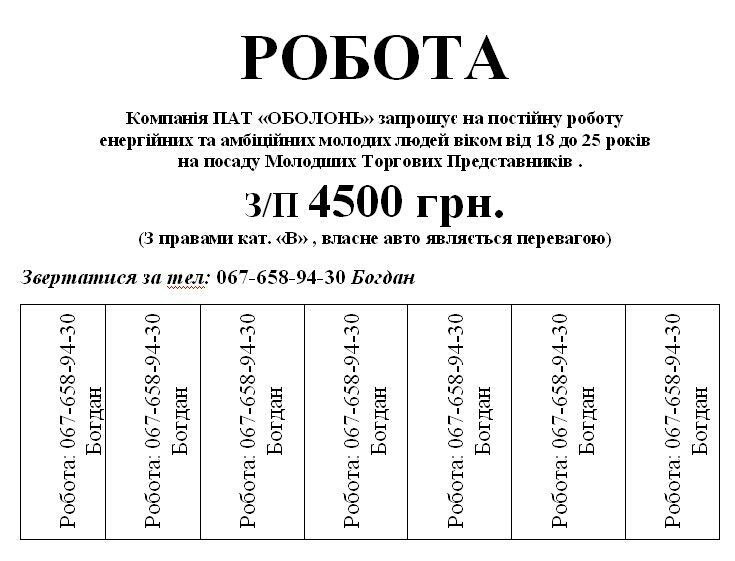 РОБОТА
Компанія ПАТ «ОБОЛОНЬ» запрошує на постійну роботу
енергійних та амбіційних молодих людей віком від 18 до 25 років
на посаду Молодших Торгових Представників .
З/П 4500 грн.
(З правами кат. «В» , власне авто являється перевагою)
Звертатися за тел: 067-658-94-30 Богдан
Робота: 067-658-94-30
Богдан
Робота: 067-658-94-30
Богдан
Робота: 067-658-94-30
Богдан
Робота: 067-658-94-30
Богдан
Робота: 067-658-94-30
Богдан
Робота: 067-658-94-30
Богдан
Робота: 067-658-94-30
Богдан